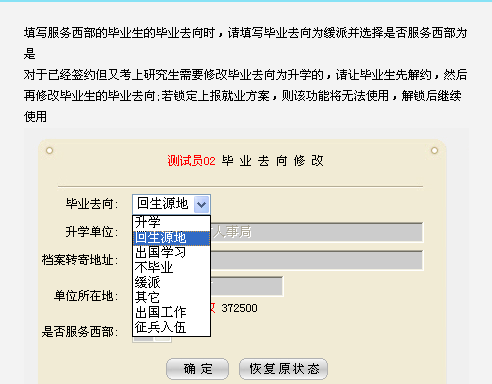 填写服务西部的毕业生的毕业去向时，请填写毕业去向为缓派并选择是否服务西部为
是
对于已经签约但又考上研究生需要修改毕业去向为升学的，请让毕业生先解约，然后
再修改毕业生的毕业去向;若锁定上报就业方案，则该功能将无法使用，解锁后继续
使用
测试员02 毕 业 去 向 修 改
毕业去向: 回生源地
升学
升学单位: 人事局
回生源地
出国学习
档案转寄地址:
不毕业
缓派
单位所在地:
其它
出国工作 372500
征兵入伍
是否服务西部:
确 定 恢复原状态